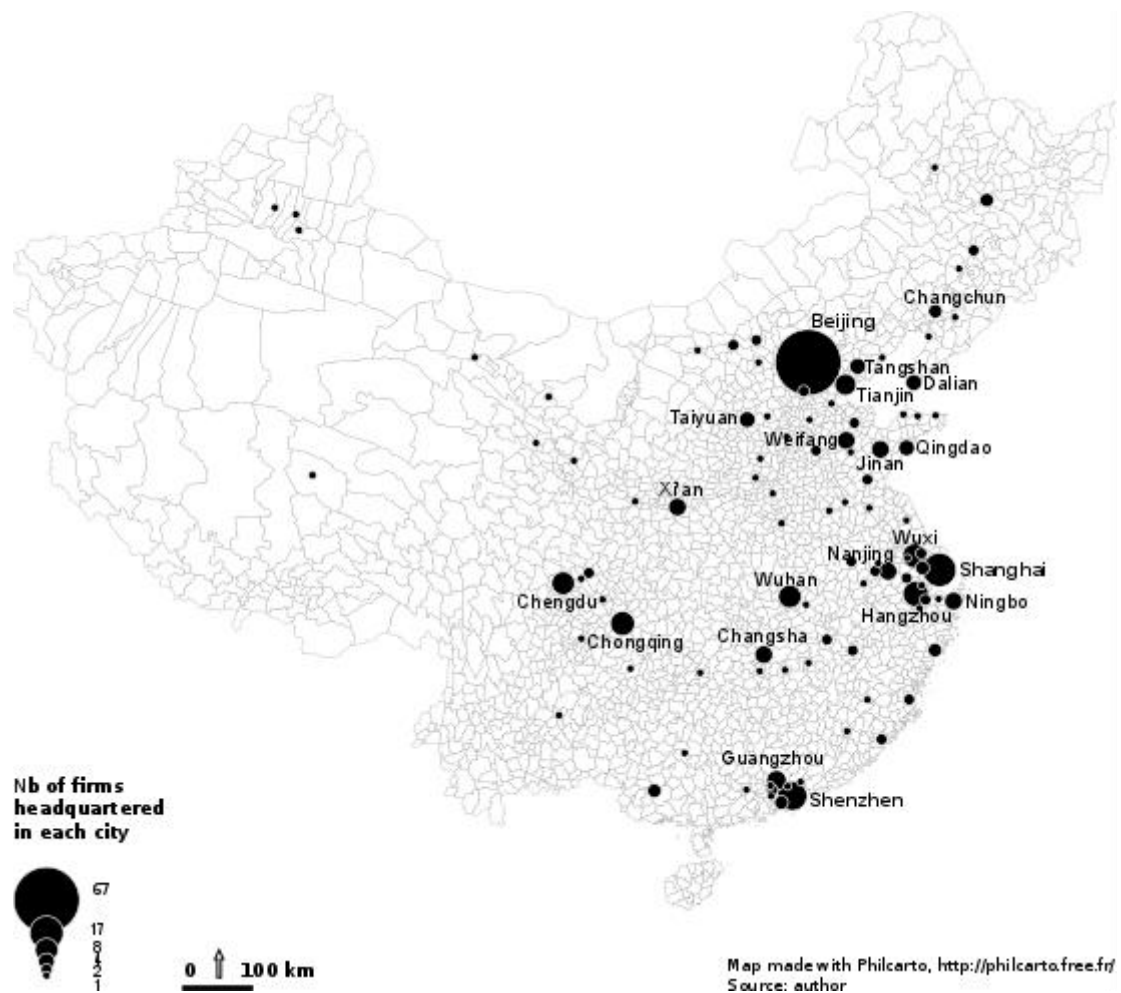 Changchun
Beijing
Tangshan
Dalian
Tianjin
Taiyuan
Weifang
Qingdao
Jinan
Xi'an
Wuxi
Nanjing
Shanghai
Wuhan
Chengdu
Ningbo
Hangzhou
Chongqing
Changsha
Guangzhou
Shenzhen
Nb of firms
headquartered
in each city
67
17
8
4
2
1
0 100 km
Map made with Philcarto, http://philcarto.free.fr/
Source: author